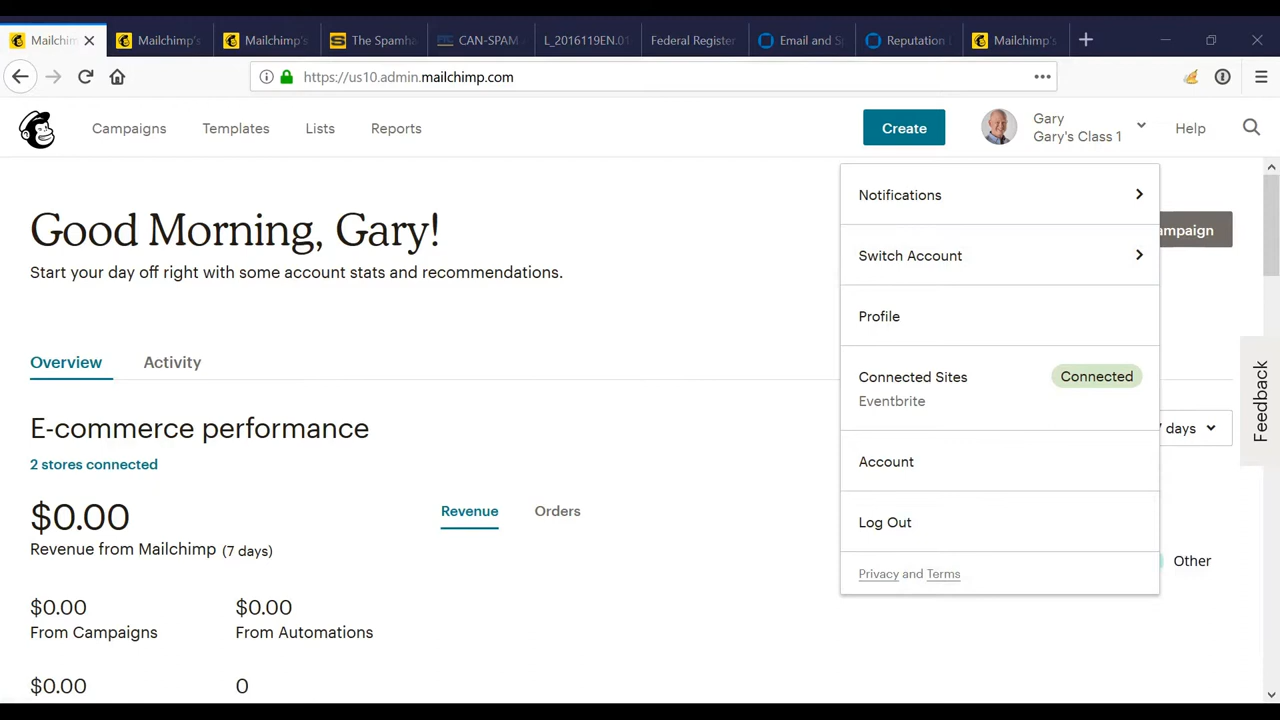 Mailchim
Mailchimp's
Mailchimp's
The Spamha
CAN-SPAM
L_2016119EN.01
Federal Register
Email and S
Reputation
Mailchimp's
https://us10.admin.mailchimp.com
Campaigns
Templates
Lists
Reports
Create
Gary
Gary's Class 1
Help
Notifications
Good Morning, Gary!
ampaign
Start your day off right with some account stats and recommendations.
Switch Account
Profile
Overview
Activity
Connected Sites
Connected
Eventbrite
E-commerce performance
7 days
Feedback
2 stores connected
Account
$0.00
Revenue
Orders
Log Out
Revenue from Mailchimp (7 days)
Other
Privacy and Terms
$0.00
$0.00
From Campaigns
From Automations
$0.00
0